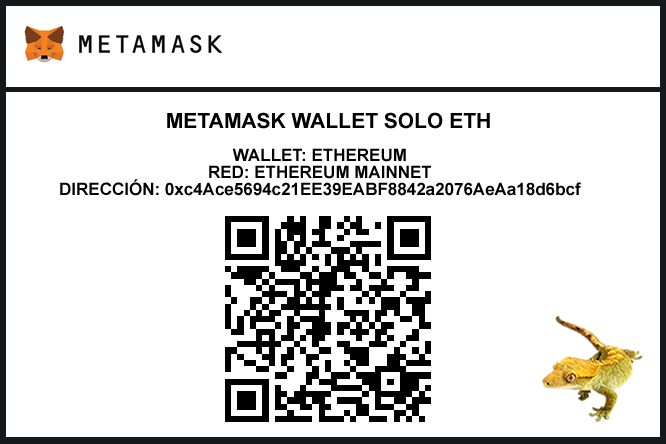 METAMASK
METAMASK WALLET SOLO ETH
WALLET: ETHEREUM
RED: ETHEREUM MAINNET
DIRECCIÓN: 0xc4Ace5694c21EE39EABF8842a2076AeAa18d6bcf